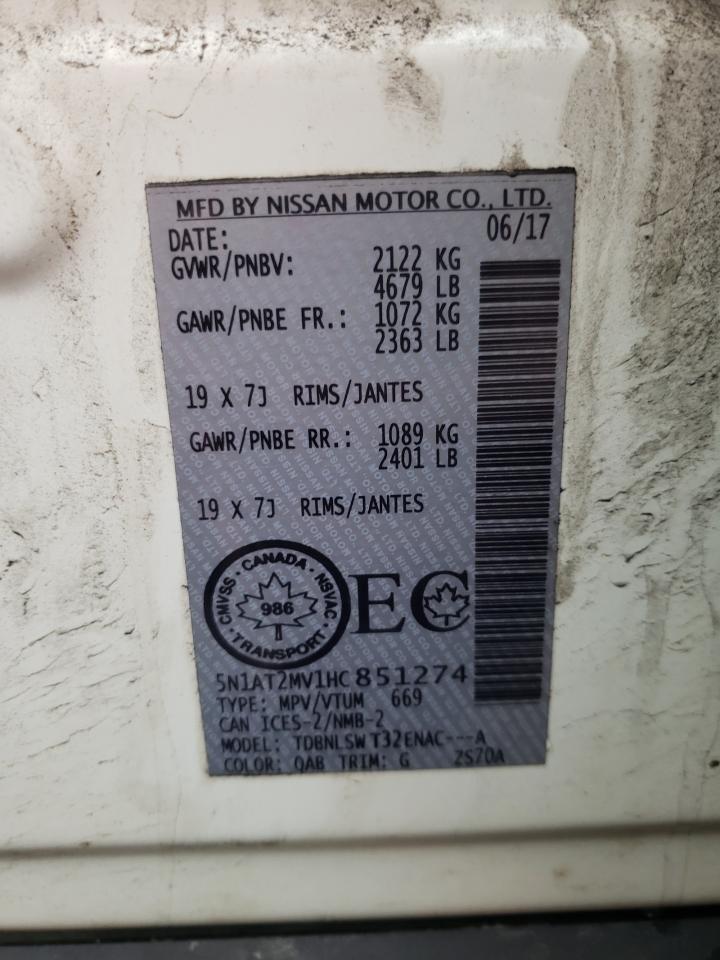 MFD BY NISSAN MOTOR CO., LTD.
DATE: 06/17
GVWR/PNBV: 2122 KG
4679 LB
GAWR/PNBE FR.: 1072 KG
2363 LB
19 X 7J RIMS/JANTES
GAWR/PNBE RR.: 1089 KG
2401 LB
19 X 7J RIMS/JANTES
CANADA · NSVAC · TRANSPORT · CMVSS ·
986
EC
5N1AT2MV1HC851274
TYPE: MPV/VTUM 669
CAN ICES-2/NMB-2
MODEL: TDBNLSW T32ENAC---A
COLOR: QAB TRIM: G